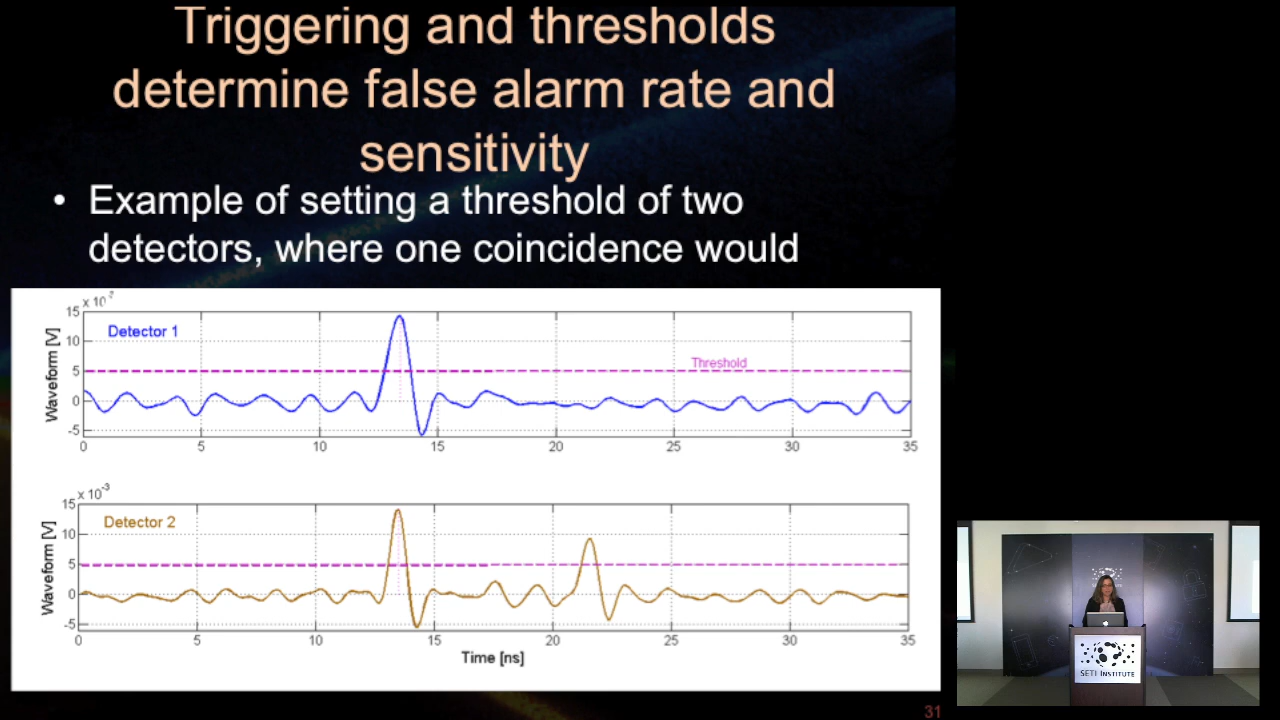 Triggering and thresholds
determine false alarm rate and
sensitivity
• Example of setting a threshold of two
detectors, where one coincidence would
x 10
15
10
5
0
-5
Waveform [V]
Detector 1
Threshold
0 5 10 15 20 25 30 35
x 10-3
15
10
5
0
-5
Waveform [V]
Detector 2
0 5 10 15 20 25 30 35
Time [ns]
31
SETI INSTITUTE